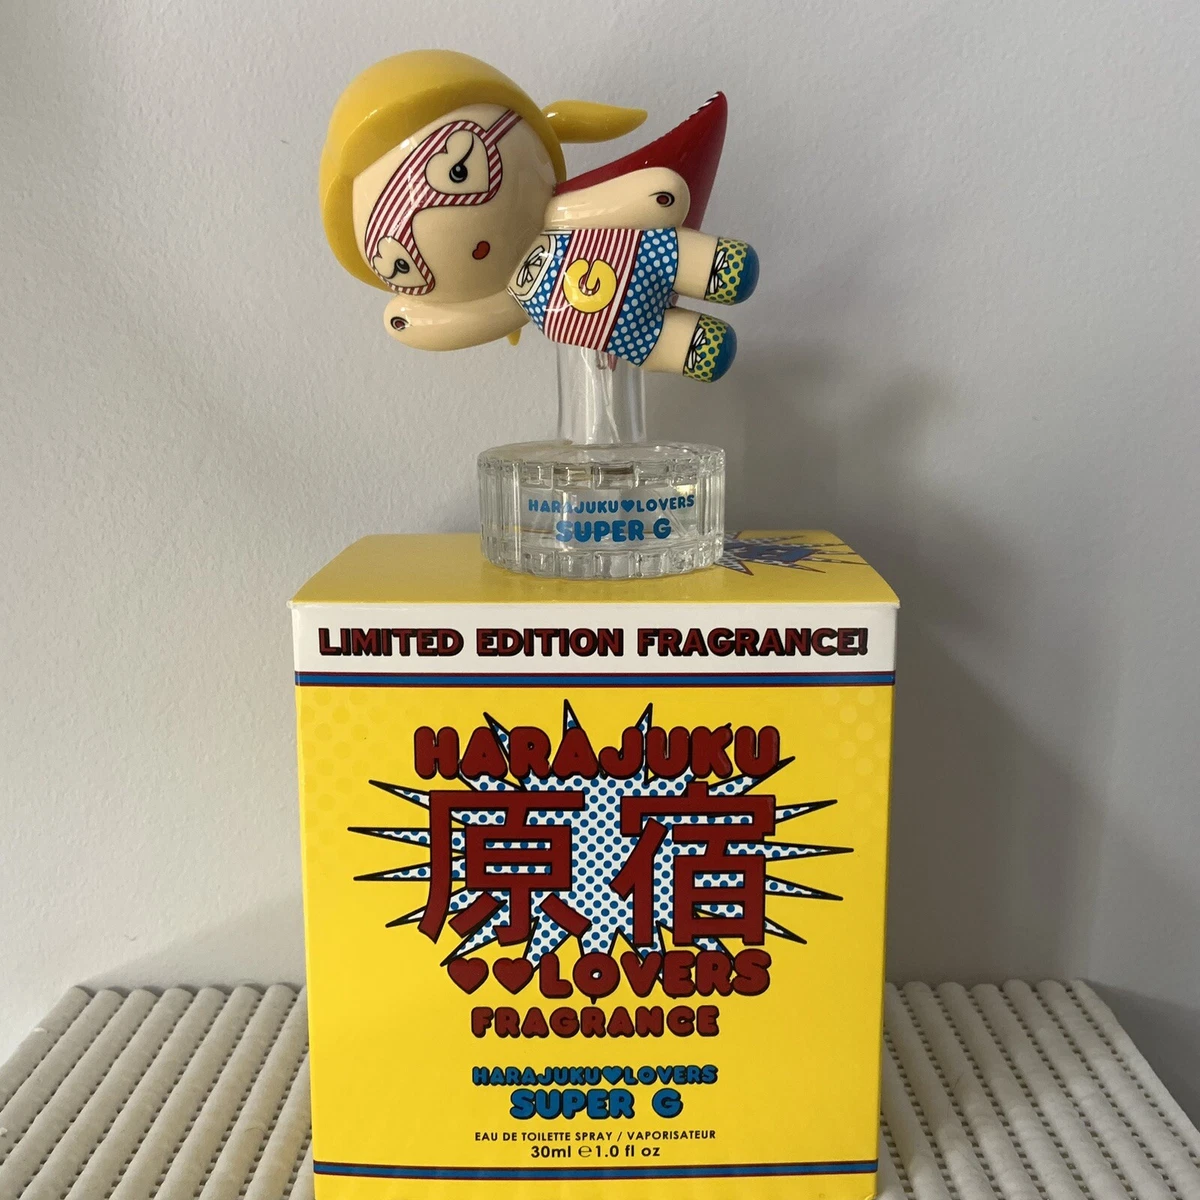 G
HARAJUKU♥LOVERS
SUPER G
LIMITED EDITION FRAGRANCE!
HARAJUKU
原宿
♥♥LOVERS
FRAGRANCE
HARAJUKU♥LOVERS
SUPER G
EAU DE TOILETTE SPRAY / VAPORISATEUR
30ml ℮1.0 fl oz